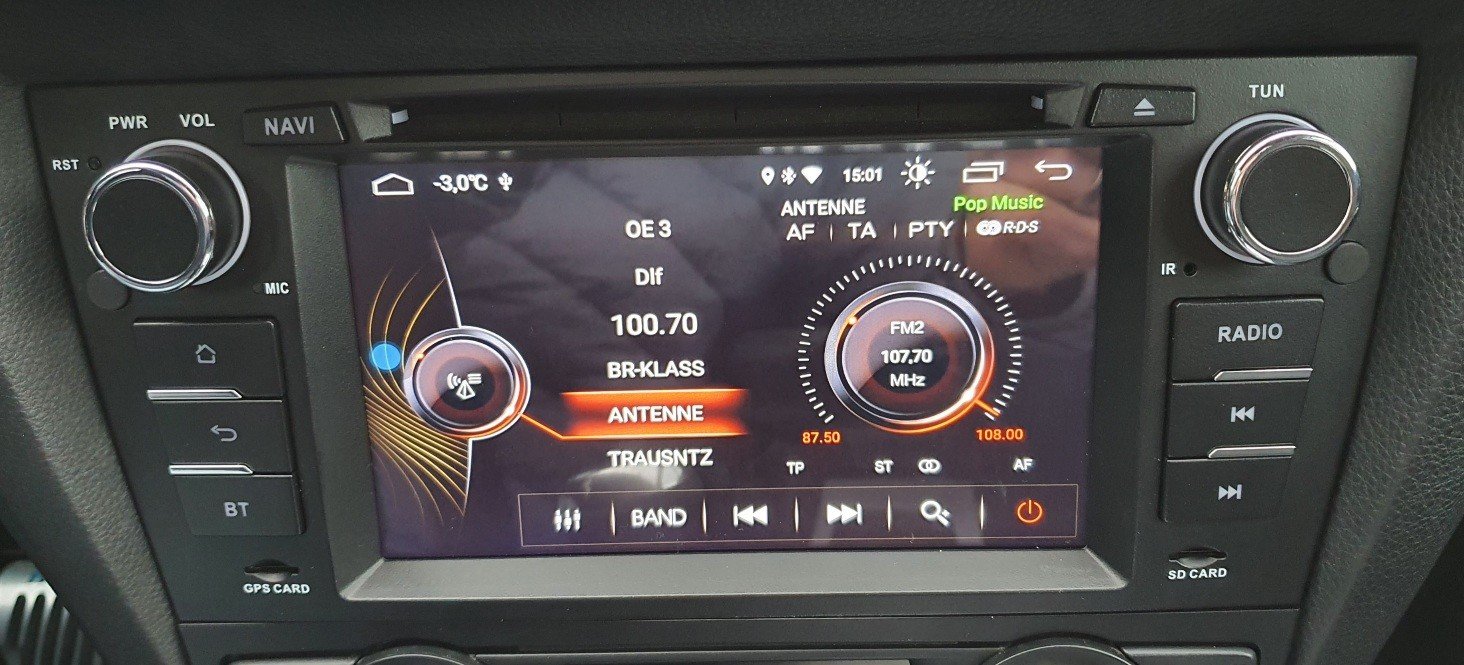 PWR VOL
TUN
NAVI
RST
-3,0°C
15:01
ANTENNE
Pop Music
AF TA PTY R·D·S
OE 3
Dlf
100.70
BR-KLASS
ANTENNE
TRAUSNTZ
FM2
107,70
MHz
87.50
108.00
TP ST AF
BAND
MIC
IR
RADIO
BT
GPS CARD
SD CARD